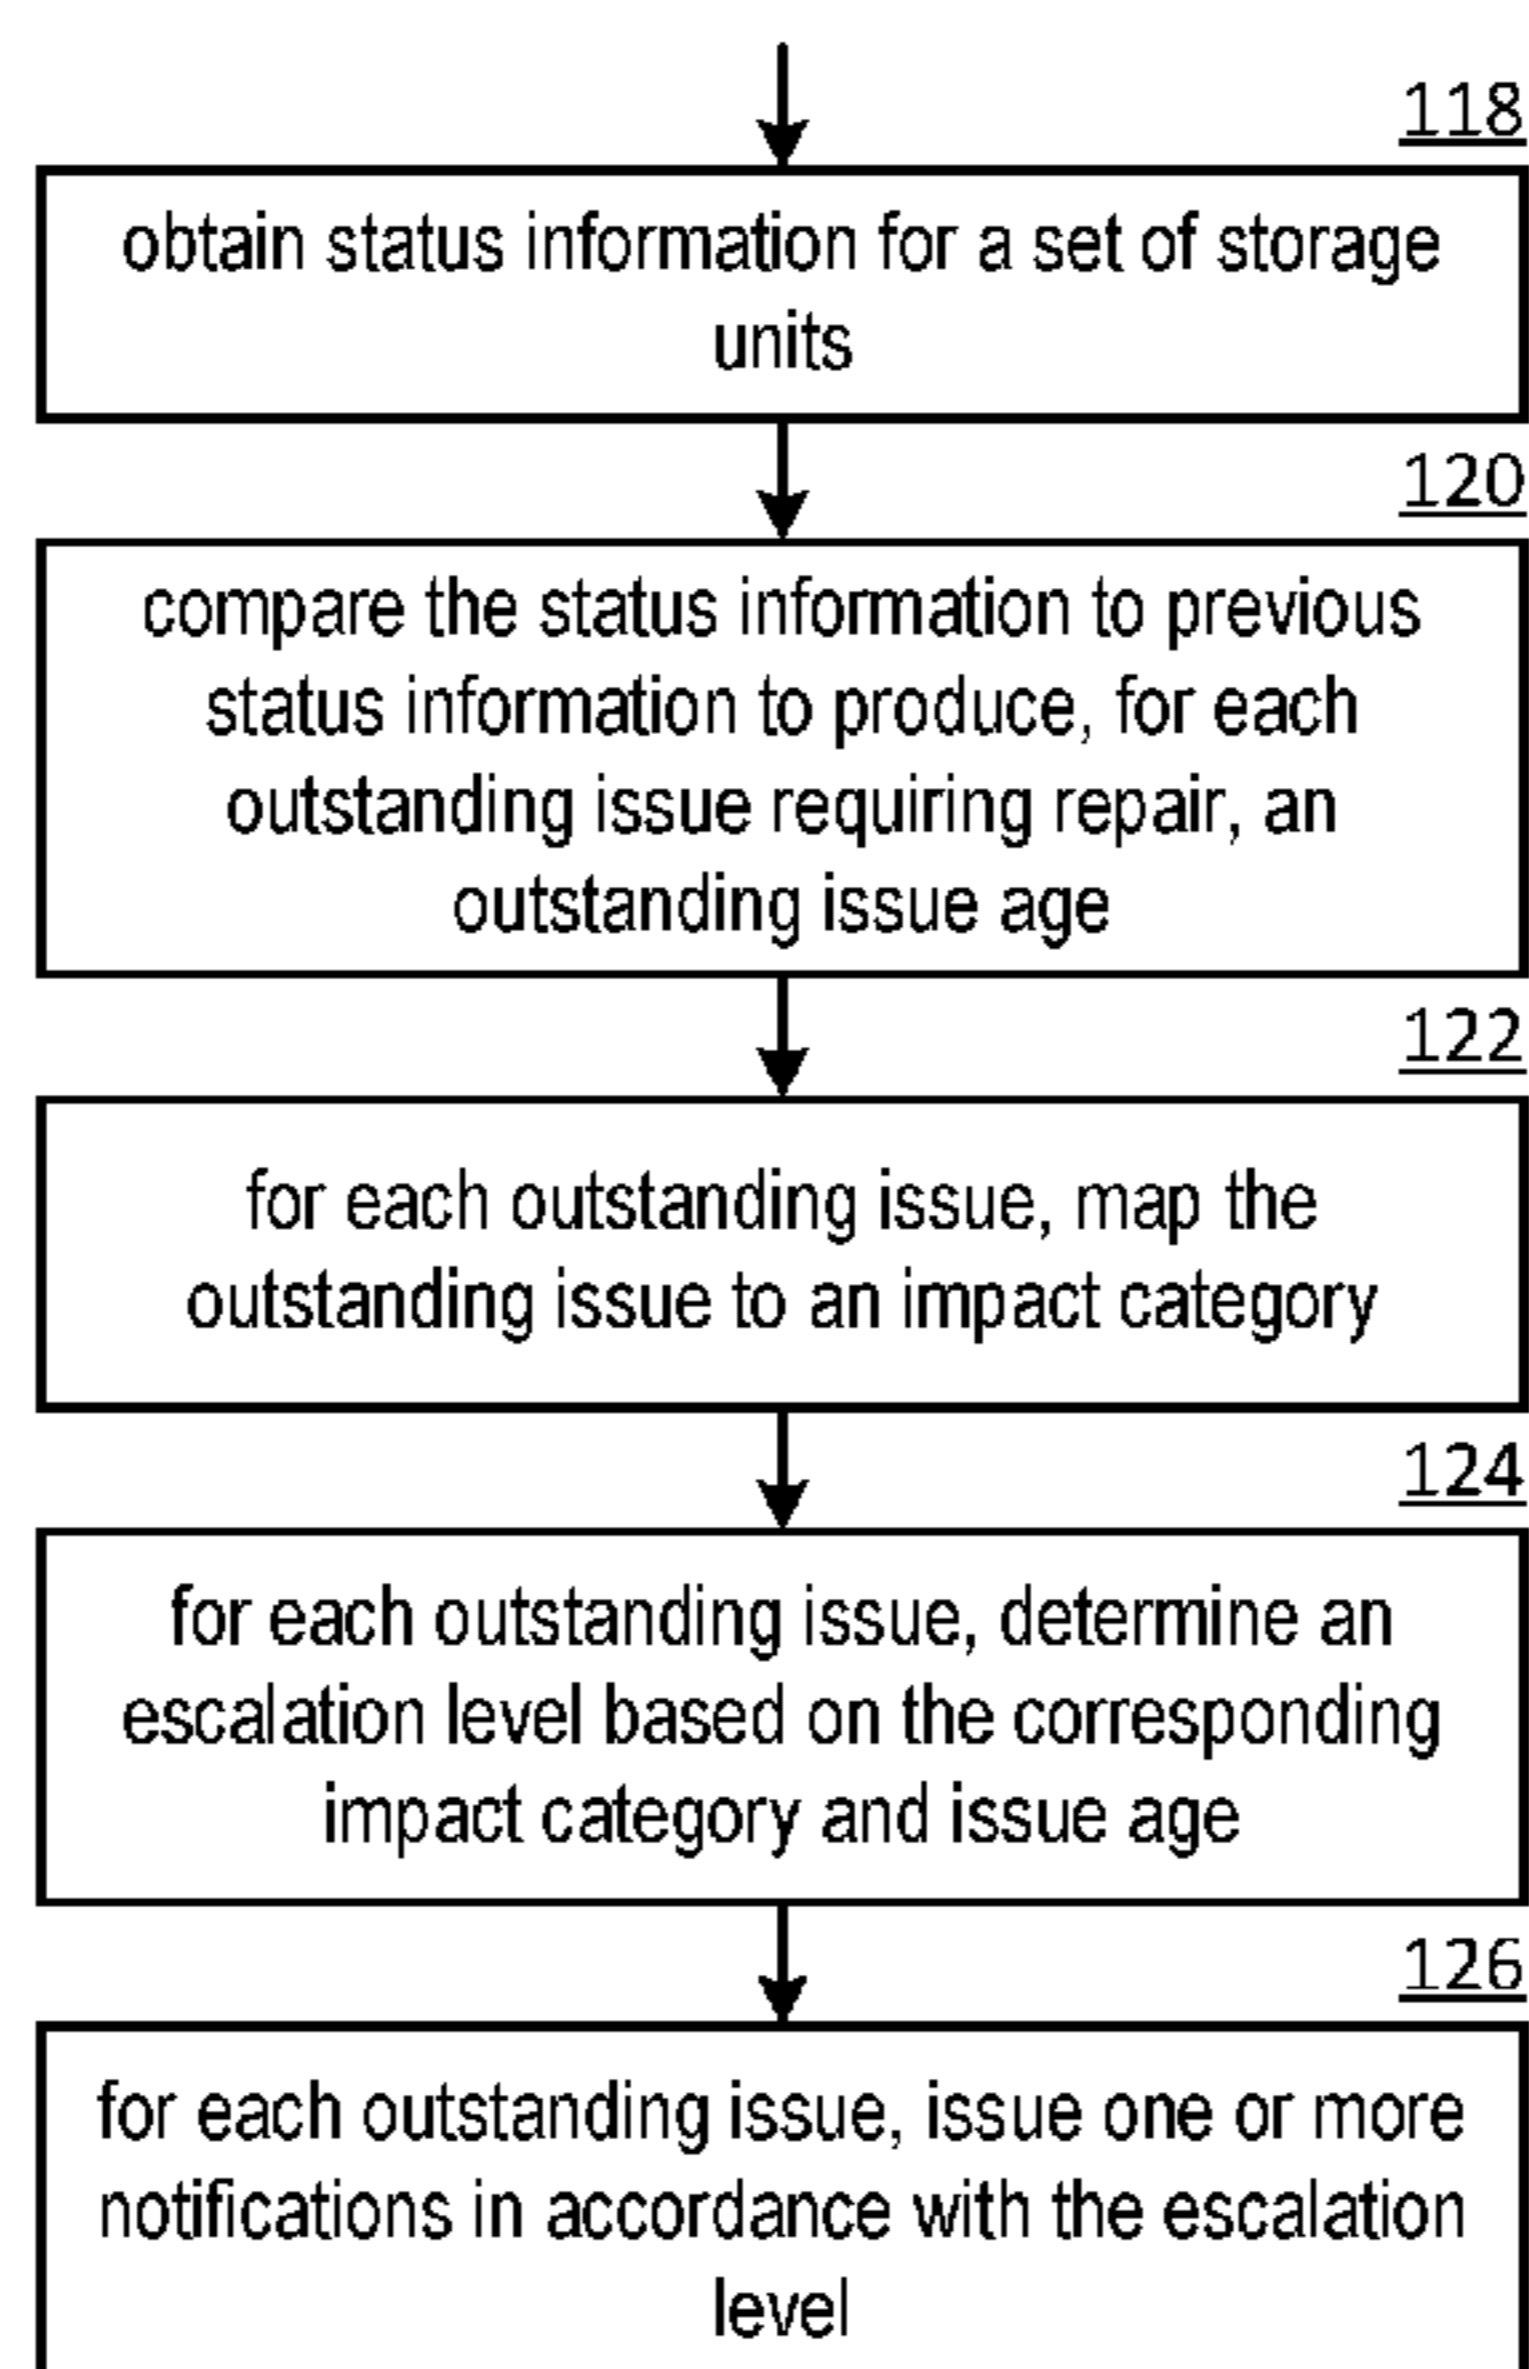 118
obtain status information for a set of storage
units
120
compare the status information to previous
status information to produce, for each
outstanding issue requiring repair, an
outstanding issue age
122
for each outstanding issue, map the
outstanding issue to an impact category
124
for each outstanding issue, determine an
escalation level based on the corresponding
impact category and issue age
126
for each outstanding issue, issue one or more
notifications in accordance with the escalation
level